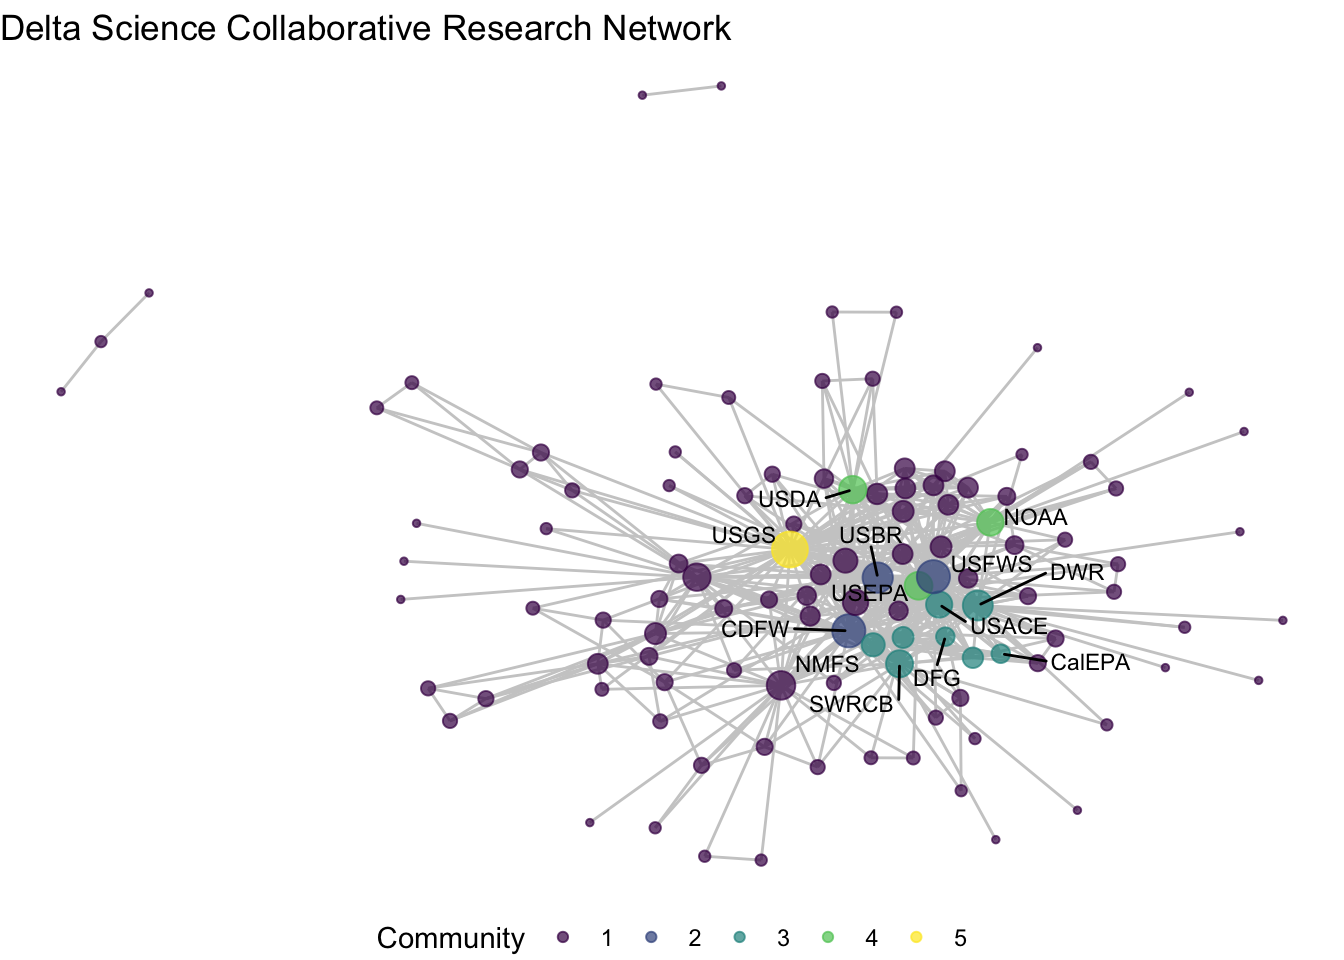 Delta Science Collaborative Research Network
USDA
NOAA
USGS
USBR
USFWS
DWR
USEPA
USACE
CDFW
NMFS
CalEPA
DFG
SWRCB
Community 1 2 3 4 5